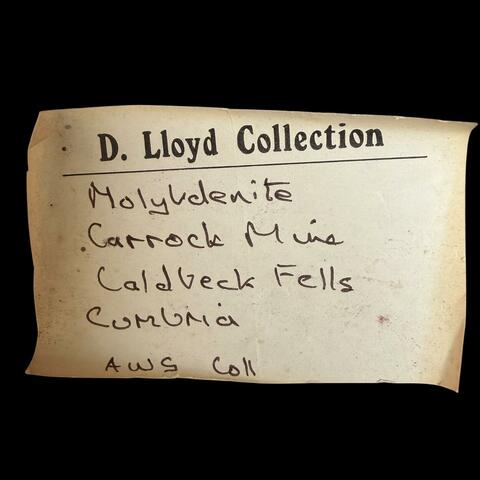 D. Lloyd Collection
Molybdenite
Carrock Mine
Caldbeck Fells
Cumbria
AWS Coll